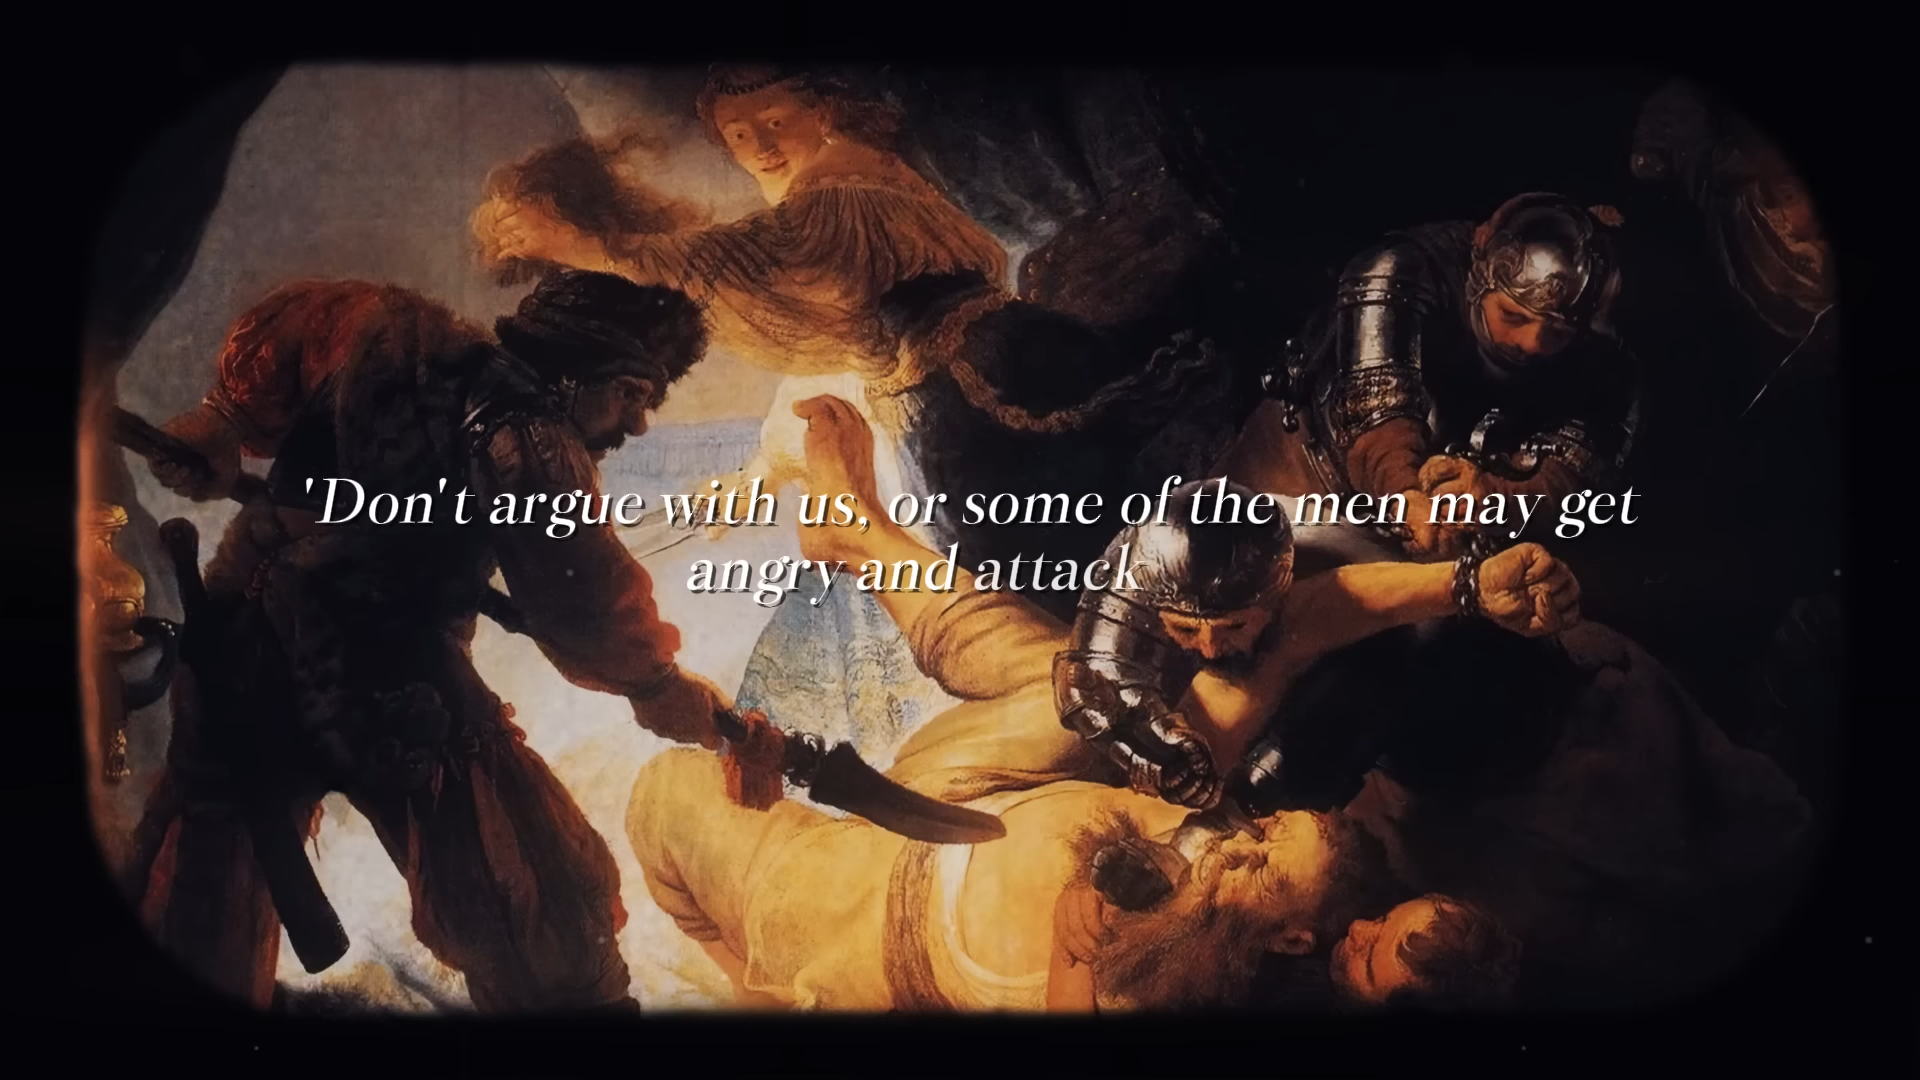 'Don't argue with us, or some of the men may get
angry and attack